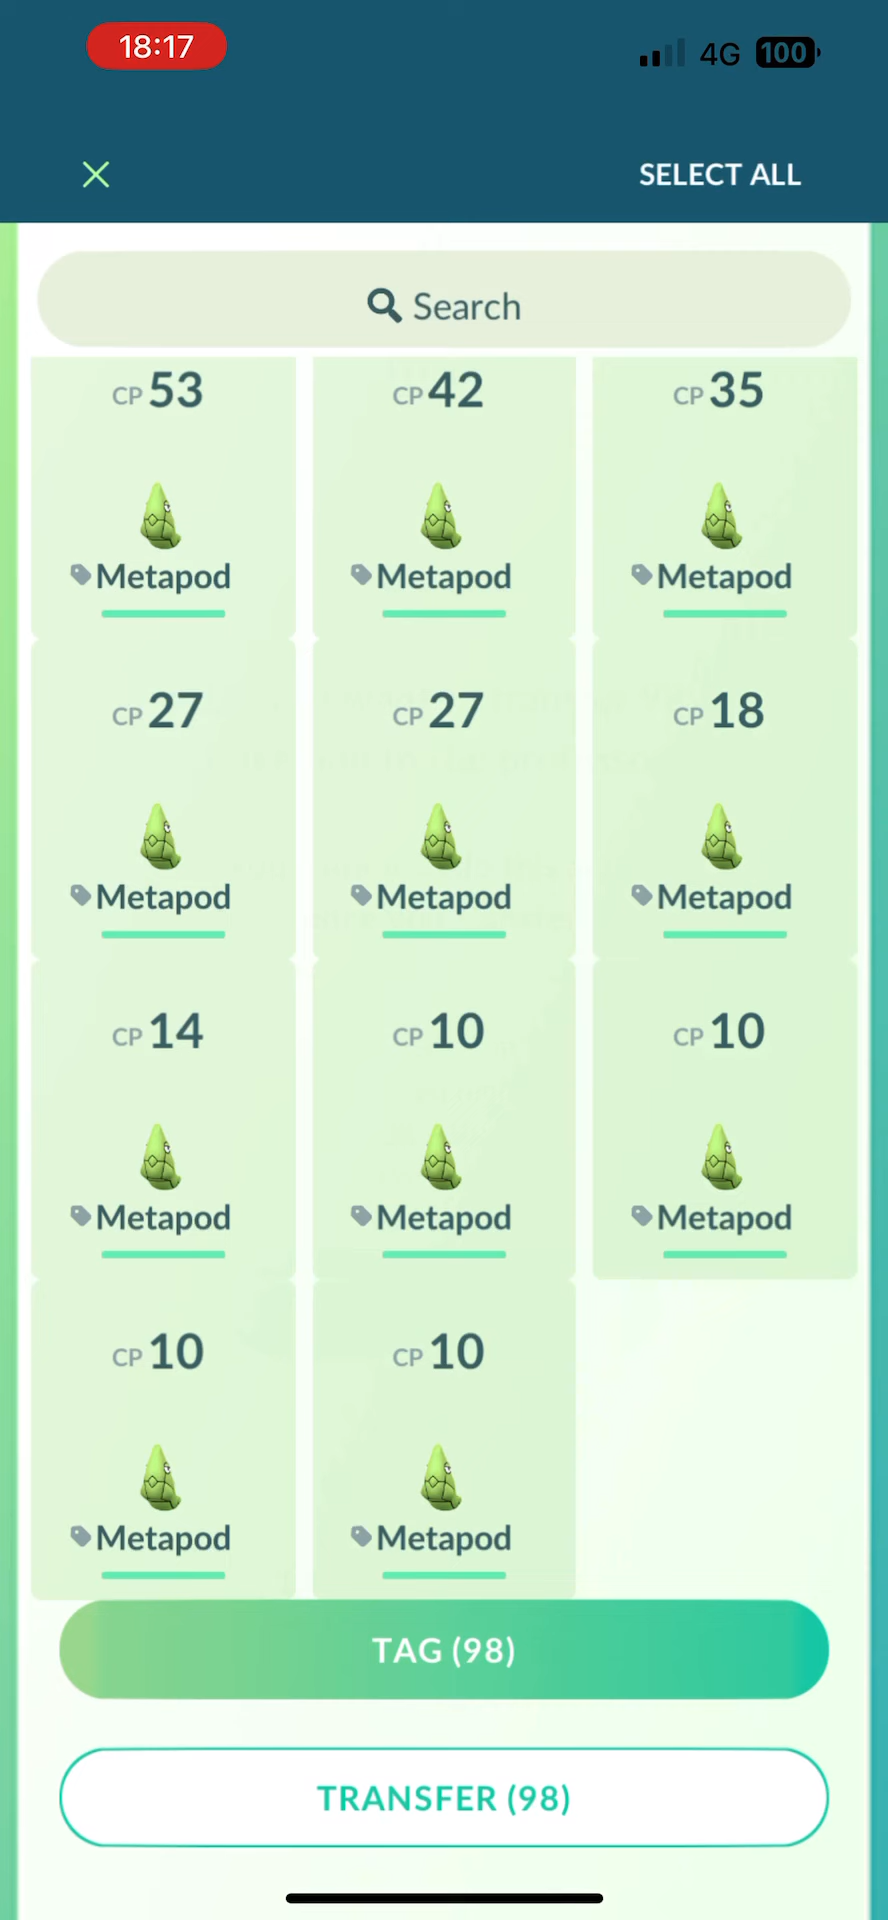 18:17
4G 100
SELECT ALL
Search
CP 53 CP 42 CP 35
Metapod Metapod Metapod
CP 27 CP 27 CP 18
Metapod Metapod Metapod
CP 14 CP 10 CP 10
Metapod Metapod Metapod
CP 10 CP 10
Metapod Metapod
TAG (98)
TRANSFER (98)